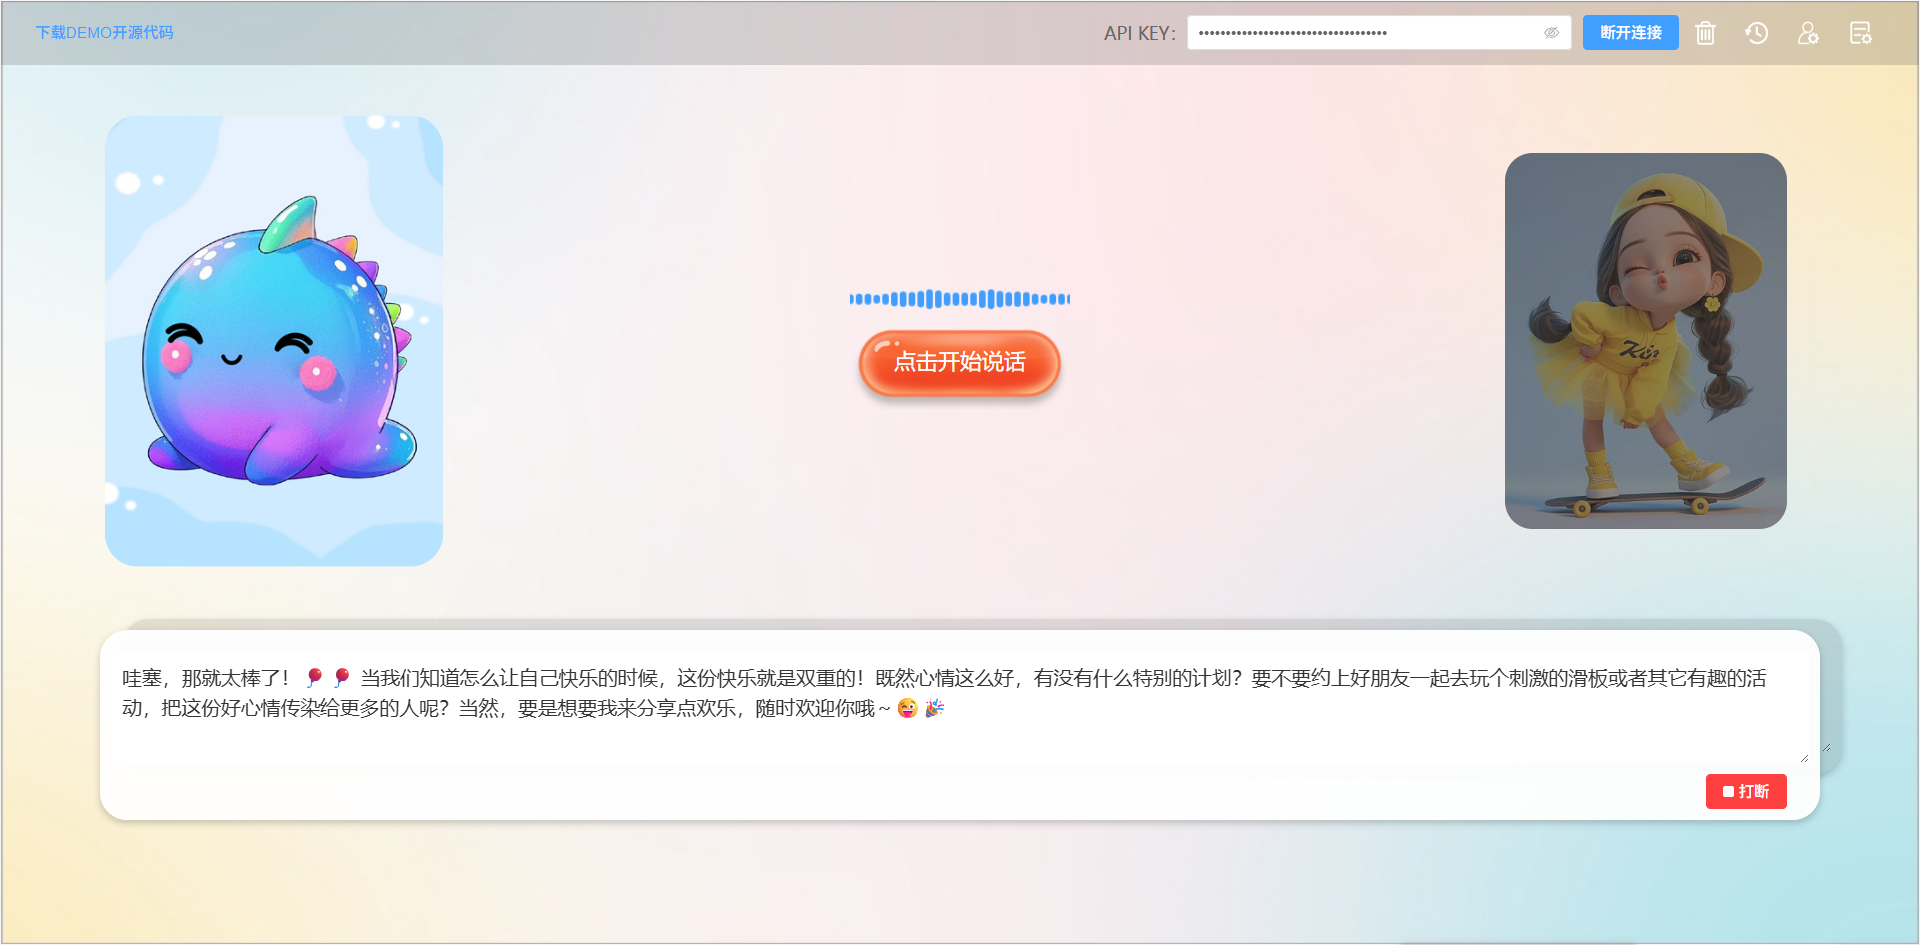 下载DEMO开源代码
API KEY：
断开连接
点击开始说话
哇塞，那就太棒了！🎈🎈 当我们知道怎么让自己快乐的时候，这份快乐就是双重的！既然心情这么好，有没有什么特别的计划？要不要约上好朋友一起去玩个刺激的滑板或者其它有趣的活
动，把这份好心情传染给更多的人呢？当然，要是想要我来分享点欢乐，随时欢迎你哦～😜🎉
打断